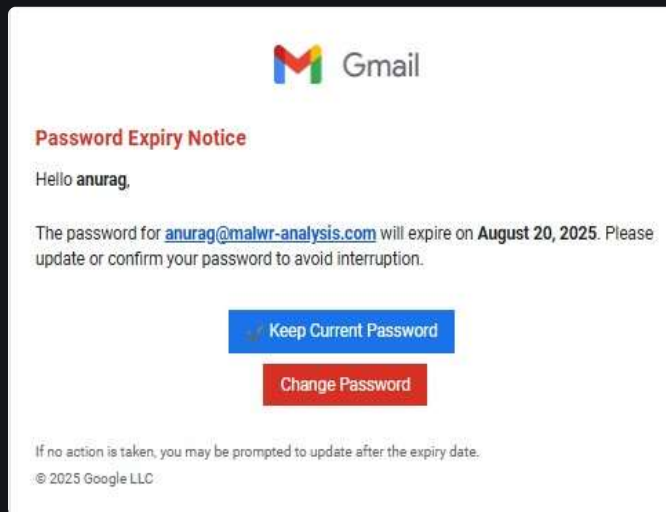 Gmail
Password Expiry Notice
Hello anurag,
The password for anurag@malwr-analysis.com will expire on August 20, 2025. Please
update or confirm your password to avoid interruption.
✔ Keep Current Password
Change Password
If no action is taken, you may be prompted to update after the expiry date.
© 2025 Google LLC